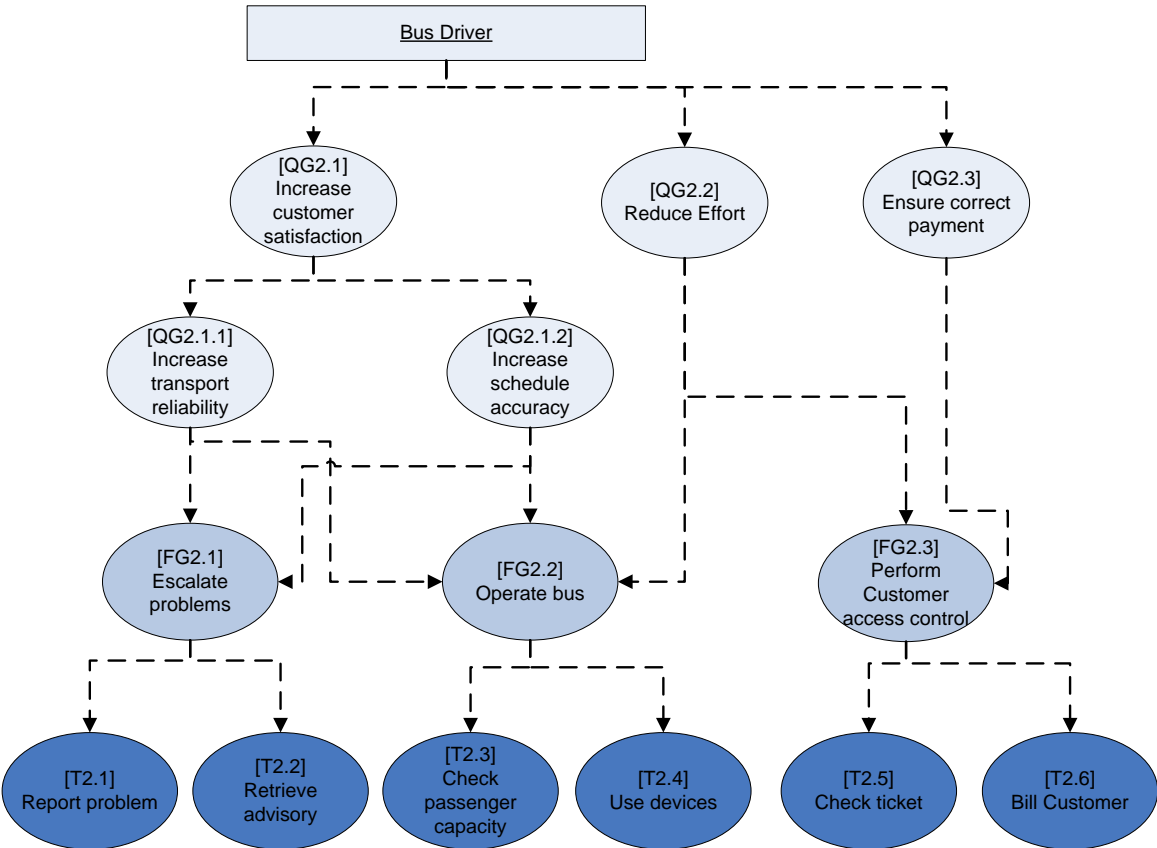 Bus Driver
[QG2.1]
Increase
customer
satisfaction
[QG2.2]
Reduce Effort
[QG2.3]
Ensure correct
payment
[QG2.1.1]
Increase
transport
reliability
[QG2.1.2]
Increase
schedule
accuracy
[FG2.1]
Escalate
problems
[FG2.2]
Operate bus
[FG2.3]
Perform
Customer
access control
[T2.1]
Report problem
[T2.2]
Retrieve
advisory
[T2.3]
Check
passenger
capacity
[T2.4]
Use devices
[T2.5]
Check ticket
[T2.6]
Bill Customer